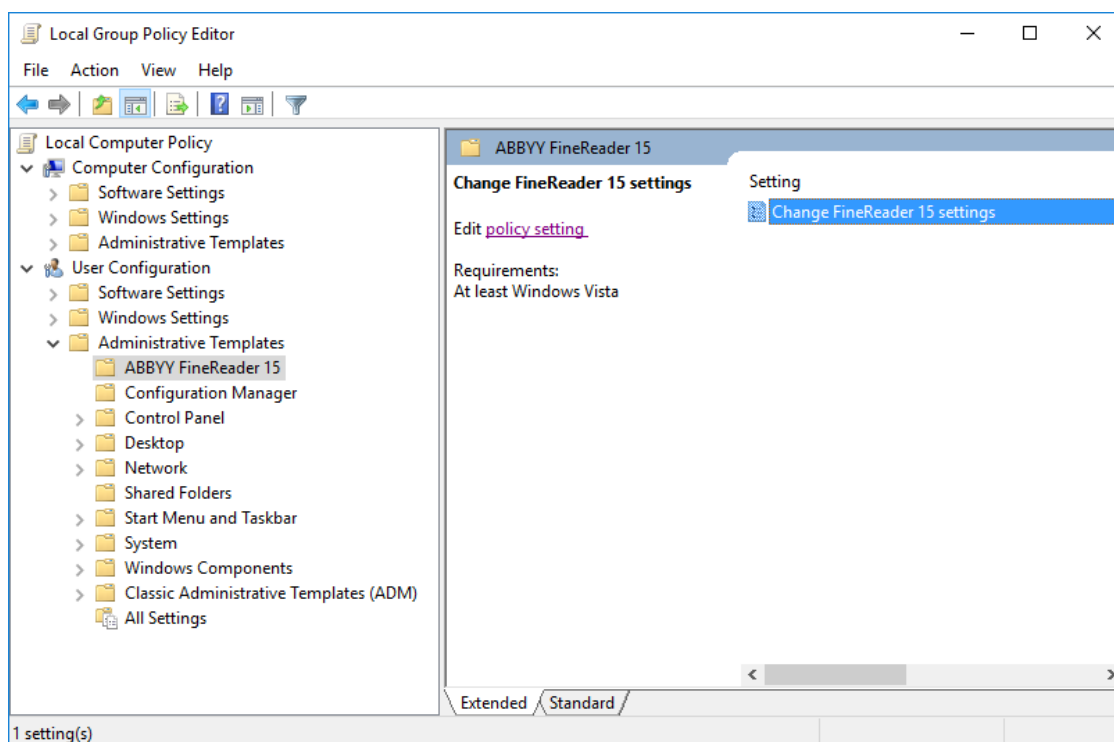 Local Group Policy Editor
File Action View Help
Local Computer Policy
Computer Configuration
Software Settings
Windows Settings
Administrative Templates
User Configuration
Software Settings
Windows Settings
Administrative Templates
ABBYY FineReader 15
Configuration Manager
Control Panel
Desktop
Network
Shared Folders
Start Menu and Taskbar
System
Windows Components
Classic Administrative Templates (ADM)
All Settings
ABBYY FineReader 15
Change FineReader 15 settings
Edit policy setting
Requirements:
At least Windows Vista
Setting
Change FineReader 15 settings
Extended Standard
1 setting(s)